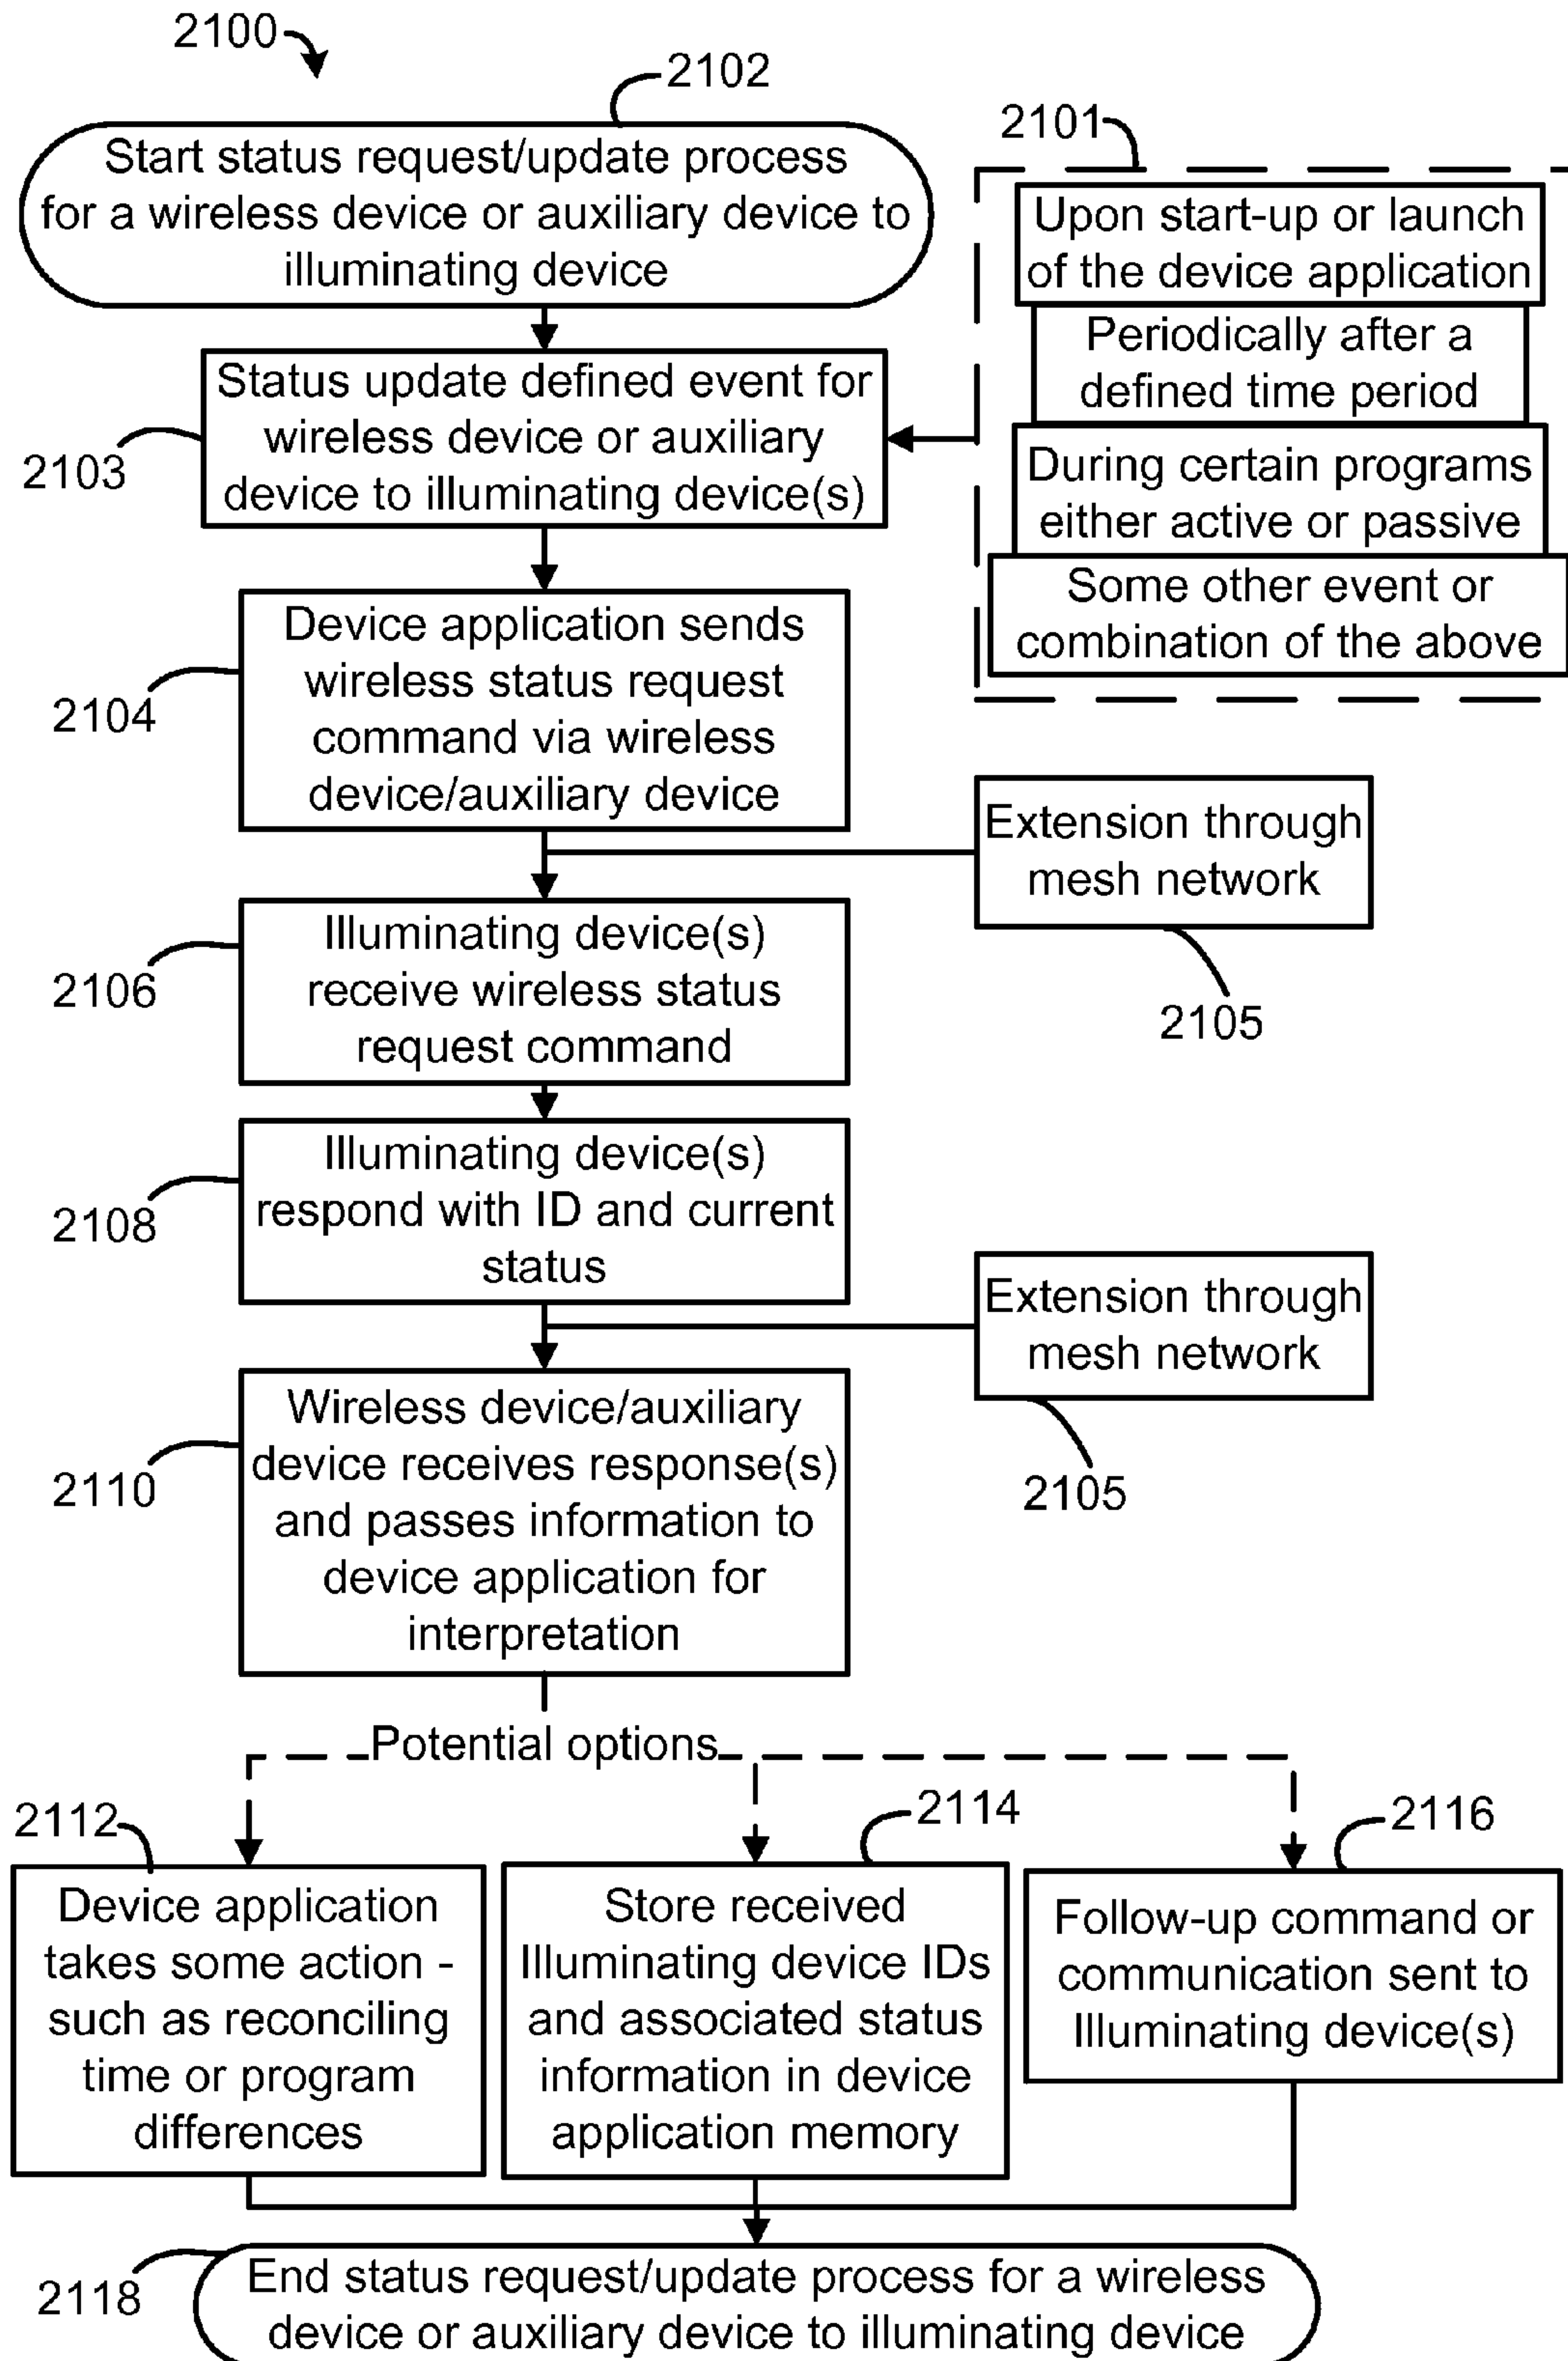 2100
2102
Start status request/update process
for a wireless device or auxiliary device to
illuminating device
2101
Upon start-up or launch
of the device application
Periodically after a
defined time period
During certain programs
either active or passive
Some other event or
combination of the above
Status update defined event for
wireless device or auxiliary
device to illuminating device(s)
2103
Device application sends
wireless status request
command via wireless
device/auxiliary device
2104
Extension through
mesh network
2105
Illuminating device(s)
receive wireless status
request command
2106
Illuminating device(s)
respond with ID and current
status
2108
Extension through
mesh network
2105
Wireless device/auxiliary
device receives response(s)
and passes information to
device application for
interpretation
2110
Potential options
2112
Device application
takes some action -
such as reconciling
time or program
differences
2114
Store received
Illuminating device IDs
and associated status
information in device
application memory
2116
Follow-up command or
communication sent to
Illuminating device(s)
2118
End status request/update process for a wireless
device or auxiliary device to illuminating device